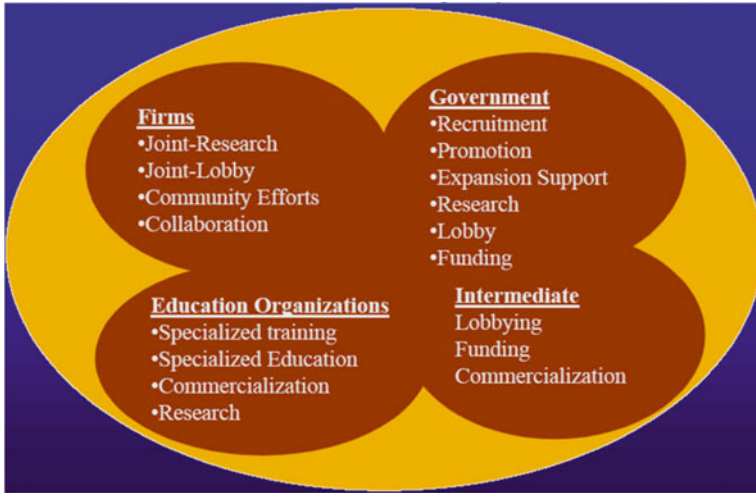 Firms
•Joint-Research
•Joint-Lobby
•Community Efforts
•Collaboration
Government
•Recruitment
•Promotion
•Expansion Support
•Research
•Lobby
•Funding
Education Organizations
•Specialized training
•Specialized Education
•Commercialization
•Research
Intermediate
Lobbying
Funding
Commercialization